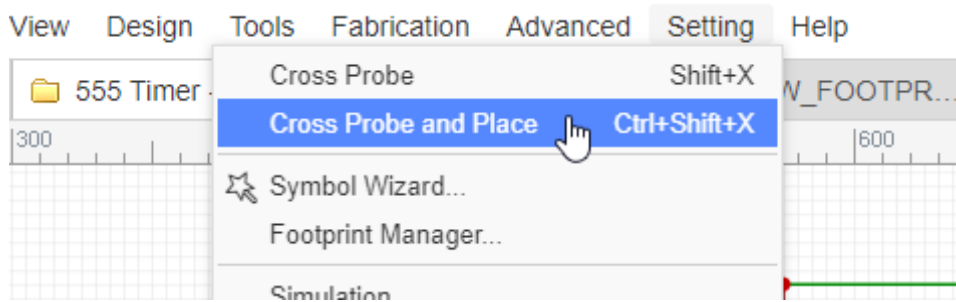 View Design Tools Fabrication Advanced Setting Help
555 Timer
W_FOOTPR...
300
600
Cross Probe Shift+X
Cross Probe and Place Ctrl+Shift+X
Symbol Wizard...
Footprint Manager...
Simulation